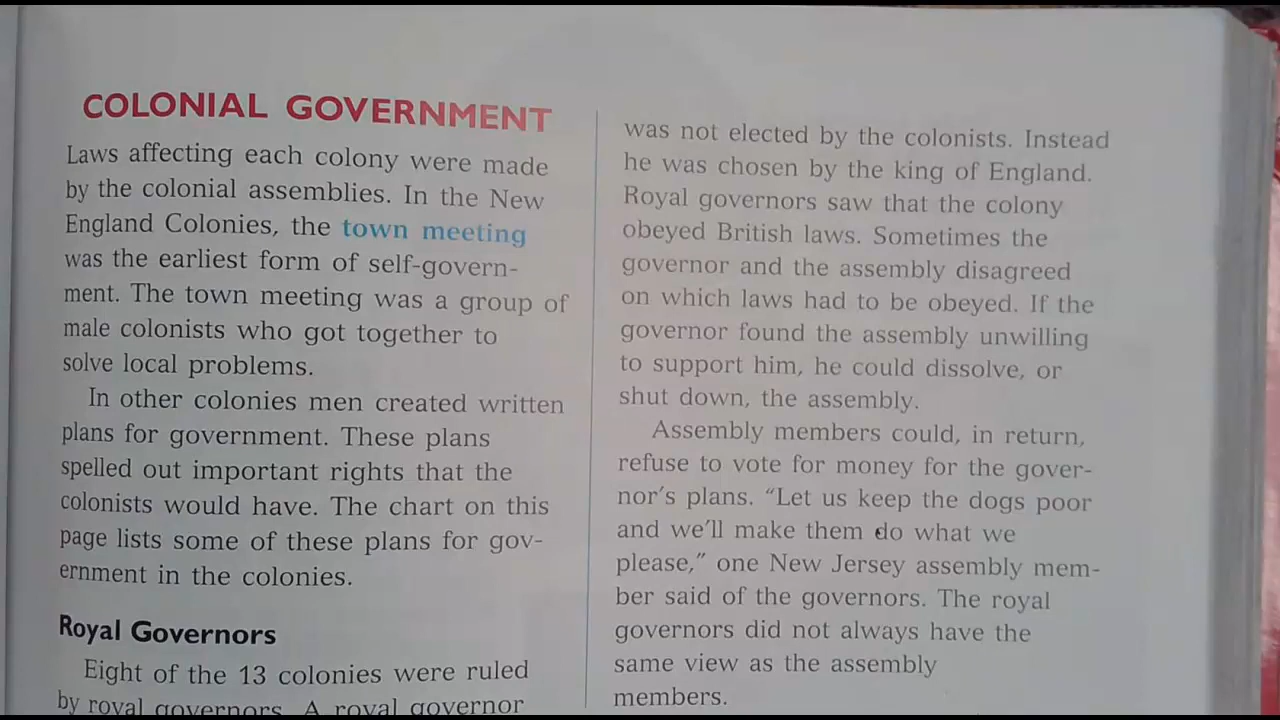 COLONIAL GOVERNMENT
Laws affecting each colony were made
by the colonial assemblies. In the New
England Colonies, the town meeting
was the earliest form of self-govern-
ment. The town meeting was a group of
male colonists who got together to
solve local problems.
In other colonies men created written
plans for government. These plans
spelled out important rights that the
colonists would have. The chart on this
page lists some of these plans for gov-
ernment in the colonies.
Royal Governors
Eight of the 13 colonies were ruled
by royal governors. A royal governor
was not elected by the colonists. Instead
he was chosen by the king of England.
Royal governors saw that the colony
obeyed British laws. Sometimes the
governor and the assembly disagreed
on which laws had to be obeyed. If the
governor found the assembly unwilling
to support him, he could dissolve, or
shut down, the assembly.
Assembly members could, in return,
refuse to vote for money for the gover-
nor's plans. “Let us keep the dogs poor
and we'll make them do what we
please,” one New Jersey assembly mem-
ber said of the governors. The royal
governors did not always have the
same view as the assembly
members.